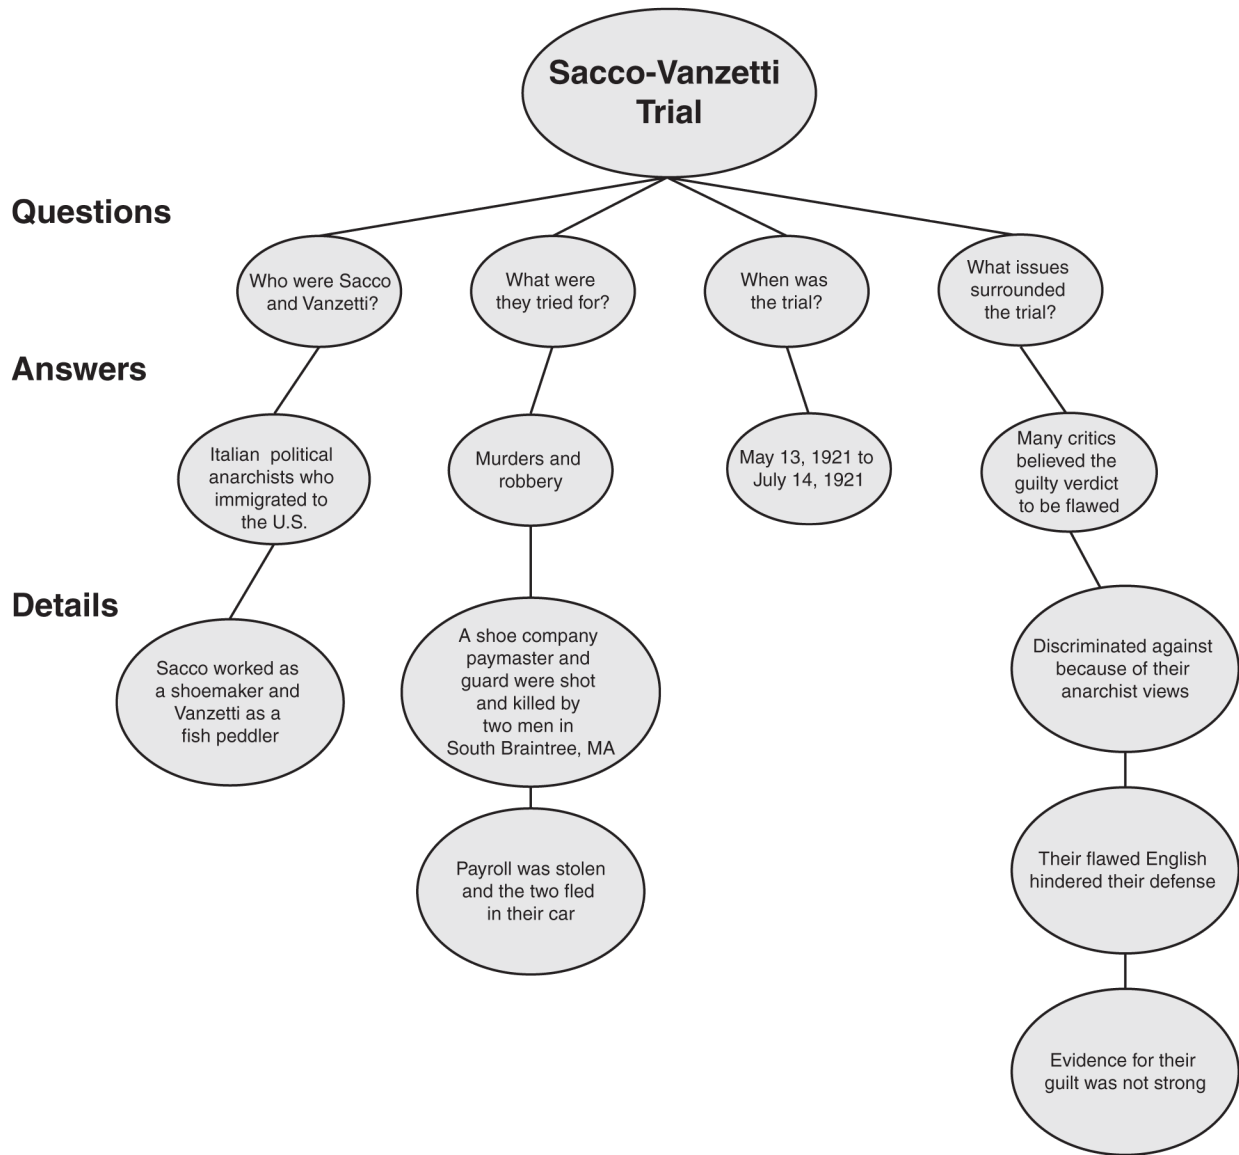 Sacco-Vanzetti
Trial
Questions
Who were Sacco
and Vanzetti?
What were
they tried for?
When was
the trial?
What issues
surrounded
the trial?
Answers
Italian political
anarchists who
immigrated to
the U.S.
Murders and
robbery
May 13, 1921 to
July 14, 1921
Many critics
believed the
guilty verdict
to be flawed
Details
Sacco worked as
a shoemaker and
Vanzetti as a
fish peddler
A shoe company
paymaster and
guard were shot
and killed by
two men in
South Braintree, MA
Discriminated against
because of their
anarchist views
Payroll was stolen
and the two fled
in their car
Their flawed English
hindered their defense
Evidence for their
guilt was not strong